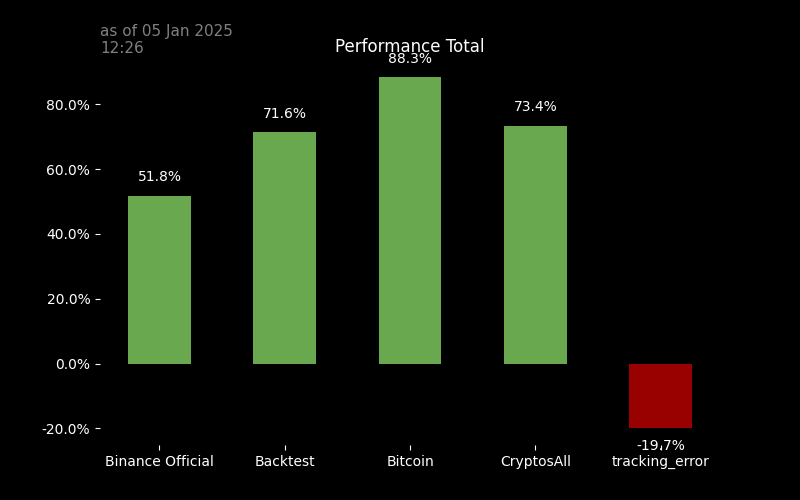 as of 05 Jan 2025
12:26
Performance Total
88.3%
80.0%
73.4%
71.6%
60.0%
51.8%
40.0%
20.0%
0.0%
-20.0%
-19.7%
Binance Official
Backtest
Bitcoin
CryptosAll
tracking_error